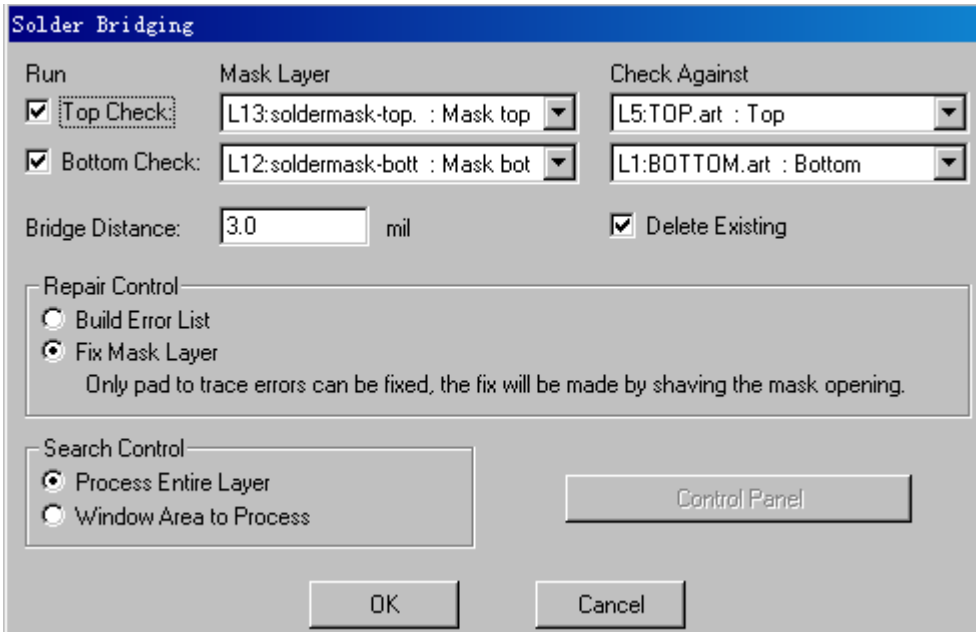 Solder Bridging
Run Mask Layer Check Against
Top Check: L13:soldermask-top. : Mask top L5:TOP.art : Top
Bottom Check: L12:soldermask-bott : Mask bot L1:BOTTOM.art : Bottom
Bridge Distance: 3.0 mil Delete Existing
Repair Control
Build Error List
Fix Mask Layer
Only pad to trace errors can be fixed, the fix will be made by shaving the mask opening.
Search Control
Process Entire Layer
Control Panel
Window Area to Process
OK Cancel